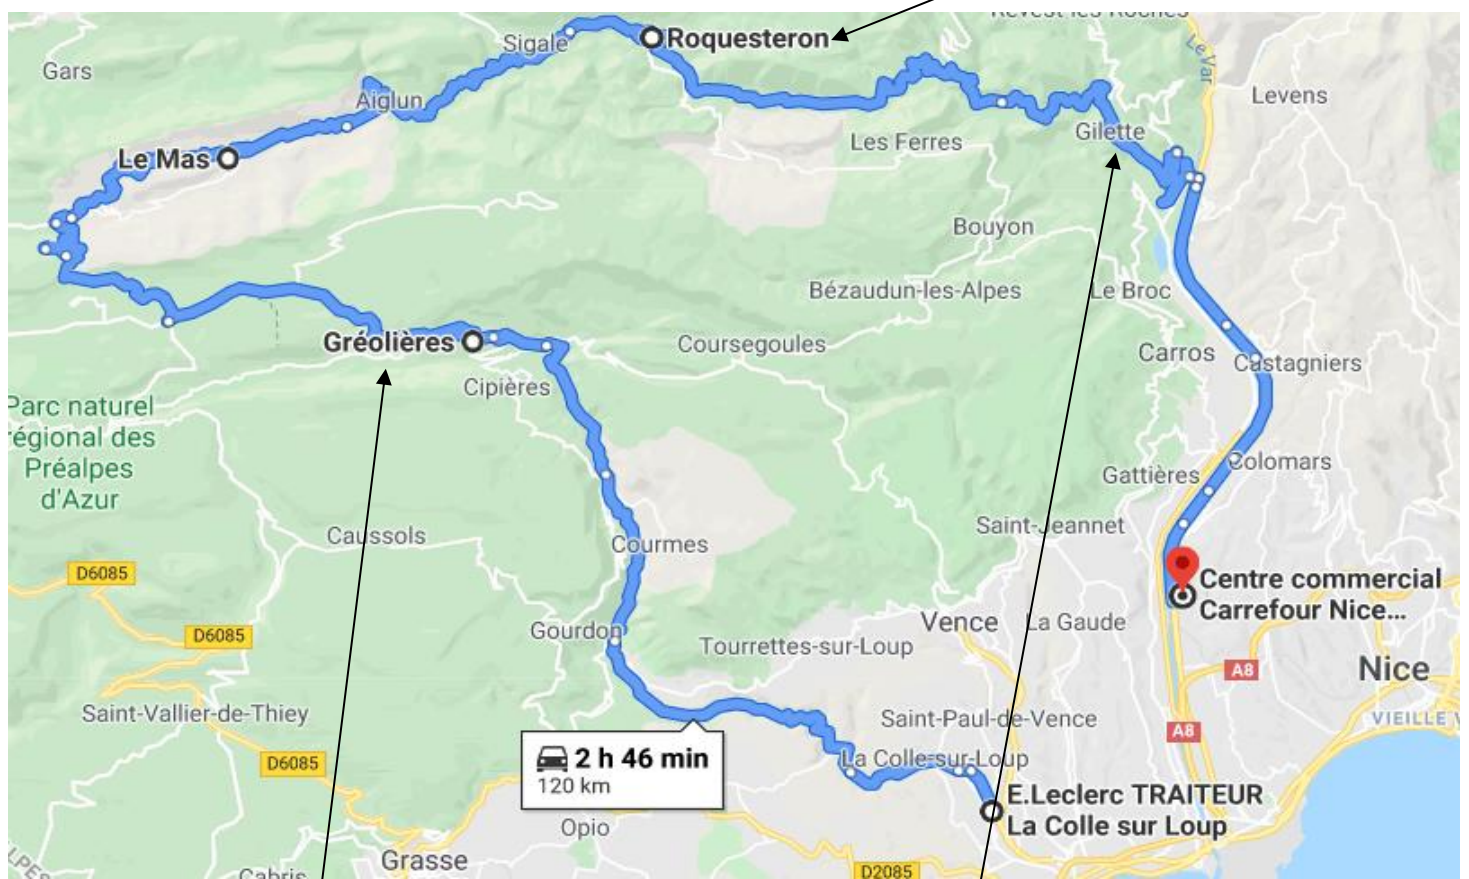 Revest-les-Roches
Sigale
Roquesteron
Le Var
Gars
Levens
Aiglun
Gilette
Les Ferres
Le Mas
Bouyon
Bézaudun-les-Alpes
Le Broc
Gréolières
Coursegoules
Carros
Castagniers
Cipières
Parc naturel
régional des
Préalpes
d'Azur
Gattières
Colomars
Saint-Jeannet
Caussols
Courmes
D6085
Centre commercial
Carrefour Nice...
D6085
Gourdon
Vence
La Gaude
Tourrettes-sur-Loup
A8
Nice
Saint-Vallier-de-Thiey
Saint-Paul-de-Vence
VIEILLE V
A8
2 h 46 min
120 km
D6085
La Colle-sur-Loup
E.Leclerc TRAITEUR
La Colle sur Loup
Opio
Grasse
Cabris
D2085